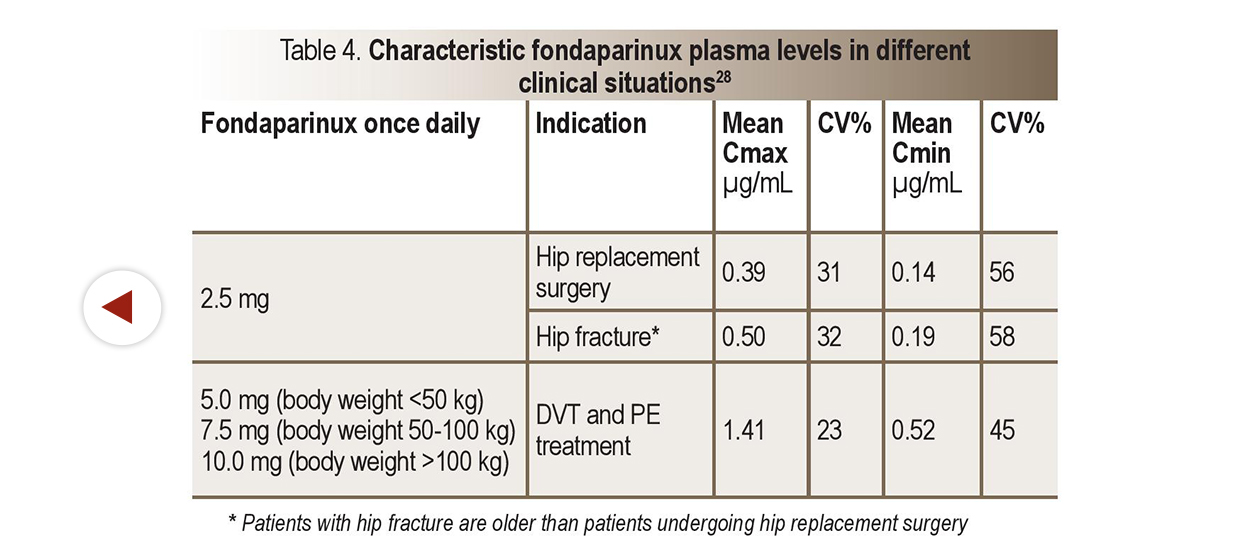 Table 4. Characteristic fondaparinux plasma levels in different
clinical situations28
Fondaparinux once daily
Indication
Mean
Cmax
µg/mL
CV%
Mean
Cmin
µg/mL
CV%
2.5 mg
Hip replacement
surgery
0.39
31
0.14
56
Hip fracture*
0.50
32
0.19
58
5.0 mg (body weight <50 kg)
7.5 mg (body weight 50-100 kg)
10.0 mg (body weight >100 kg)
DVT and PE
treatment
1.41
23
0.52
45
* Patients with hip fracture are older than patients undergoing hip replacement surgery